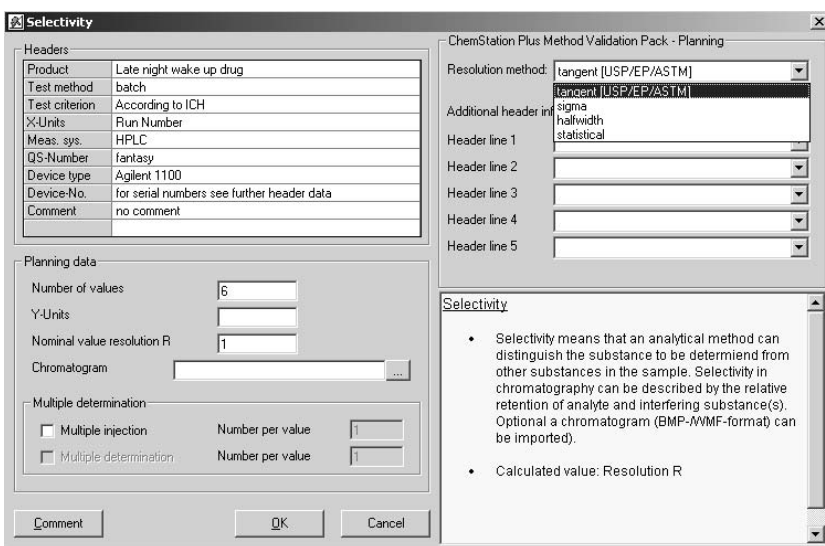 Selectivity
Headers
Product Late night wake up drug
Test method batch
Test criterion According to ICH
X-Units Run Number
Meas. sys. HPLC
QS-Number fantasy
Device type Agilent 1100
Device-No. for serial numbers see further header data
Comment no comment
Planning data
Number of values 6
Y-Units
Nominal value resolution R 1
Chromatogram ...
Multiple determination
Multiple injection Number per value 1
Multiple determination Number per value 1
Comment OK Cancel
ChemStation Plus Method Validation Pack - Planning
Resolution method: tangent [USP/EP/ASTM]
tangent [USP/EP/ASTM]
Additional header inf sigma
halfwidth
statistical
Header line 1
Header line 2
Header line 3
Header line 4
Header line 5
Selectivity
• Selectivity means that an analytical method can
distinguish the substance to be determiend from
other substances in the sample. Selectivity in
chromatography can be described by the relative
retention of analyte and interfering substance(s).
Optional a chromatogram (BMP-/WMF-format) can
be imported).
• Calculated value: Resolution R